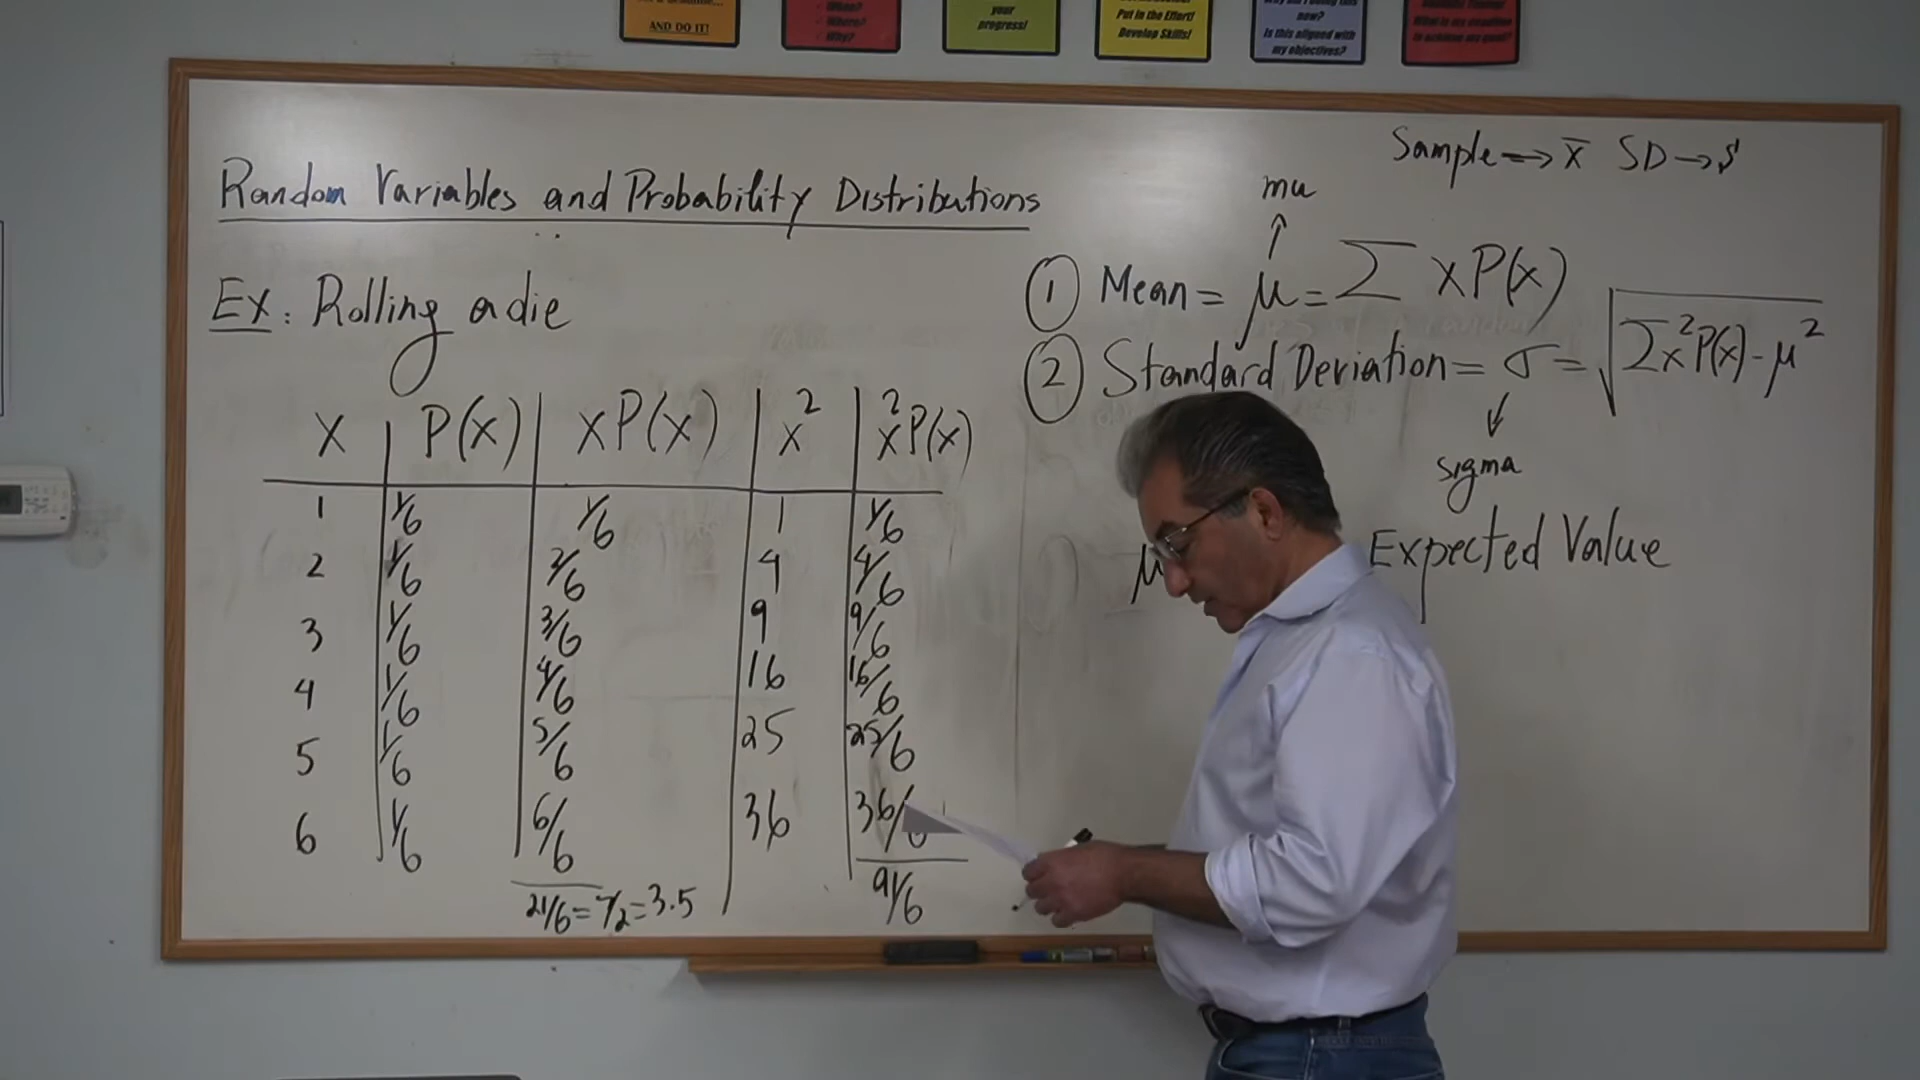 your
Put in the Effort!
now?
AND DO IT!
When?
Where?
Why?
progress!
Develop Skills!
Is this aligned with
my objectives?
Sample → x̄ SD → s
Random Variables and Probability Distributions
mu
↑
① Mean = μ = Σ xP(x)
Ex: Rolling a die
② Standard Deviation = σ = √(Σx²P(x) - μ²)
↓
sigma
μ Expected Value
x | P(x) | xP(x) | x² | x²P(x)
1 | 1/6 | 1/6 | 1 | 1/6
2 | 1/6 | 2/6 | 4 | 4/6
3 | 1/6 | 3/6 | 9 | 9/6
4 | 1/6 | 4/6 | 16 | 16/6
5 | 1/6 | 5/6 | 25 | 25/6
6 | 1/6 | 6/6 | 36 | 36/6
21/6 = 7/2 = 3.5 91/6